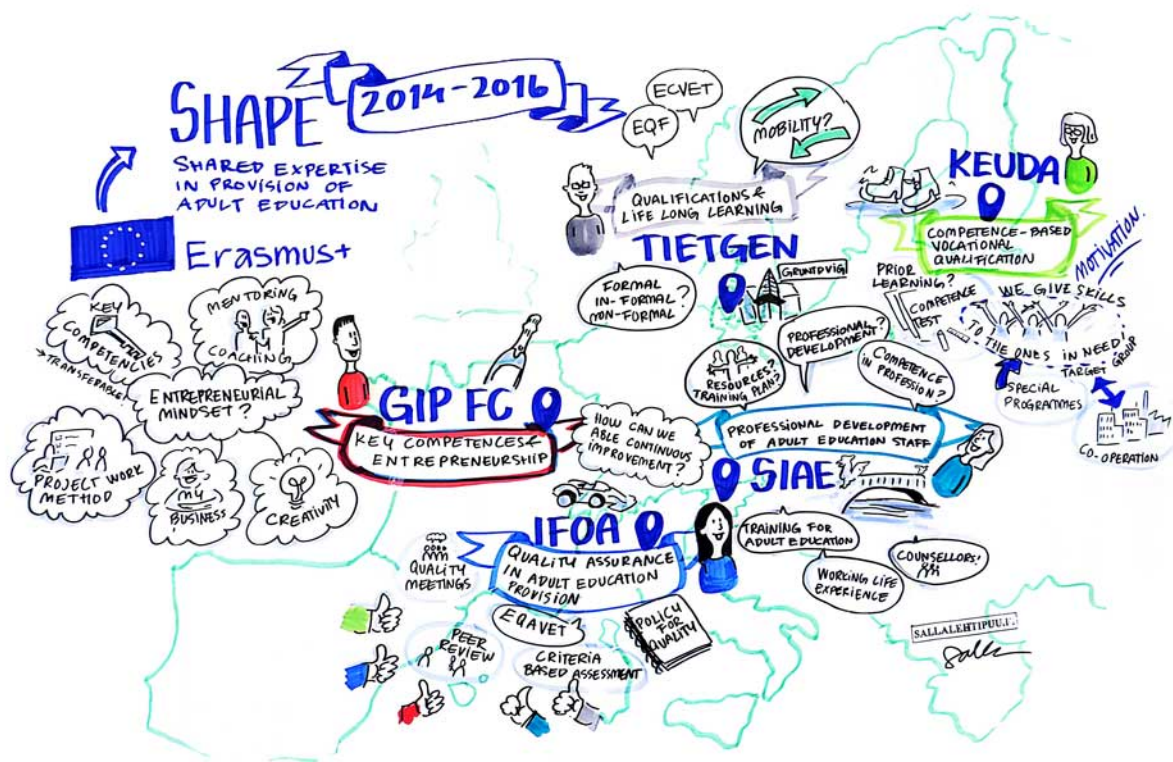 SHAPE
2014-2016
SHARED EXPERTISE
IN PROVISION OF
ADULT EDUCATION
Erasmus+
KEY
COMPETENCIES
→TRANSFERABLE!
MENTORING
COACHING
ENTREPRENEURIAL
MINDSET?
PROJECT WORK
METHOD
BUSINESS
CREATIVITY
GIP FC
KEY COMPETENCES &
ENTREPRENEURSHIP
ECVET
EQF
MOBILITY?
QUALIFICATIONS &
LIFE LONG LEARNING
TIETGEN
GRUNTDVIG
FORMAL
IN-FORMAL?
NON-FORMAL
KEUDA
COMPETENCE-BASED
VOCATIONAL
QUALIFICATION
MOTIVATION.
PRIOR
LEARNING?
COMPETENCE
TEST
WE GIVE SKILLS
TO THE ONES IN NEED!
TARGET GROUP
SPECIAL
PROGRAMMES
CO-OPERATION
PROFESSIONAL?
DEVELOPMENT?
RESOURCES?
TRAINING PLAN?
COMPETENCE
IN PROFESSION?
PROFESSIONAL DEVELOPMENT
OF ADULT EDUCATION STAFF
SIAE
TRAINING FOR
ADULT EDUCATION
WORKING LIFE
EXPERIENCE
COUNSELLORS'
HOW CAN WE
ABLE CONTINUOUS
IMPROVEMENT?
IFOA
QUALITY ASSURANCE
IN ADULT EDUCATION
PROVISION
QUALITY
MEETINGS
PEER
REVIEW
EQAVET?
CRITERIA
BASED ASSESSMENT
POLICY
FOR
QUALITY
SALLALEHTIPUU.FI
Salla